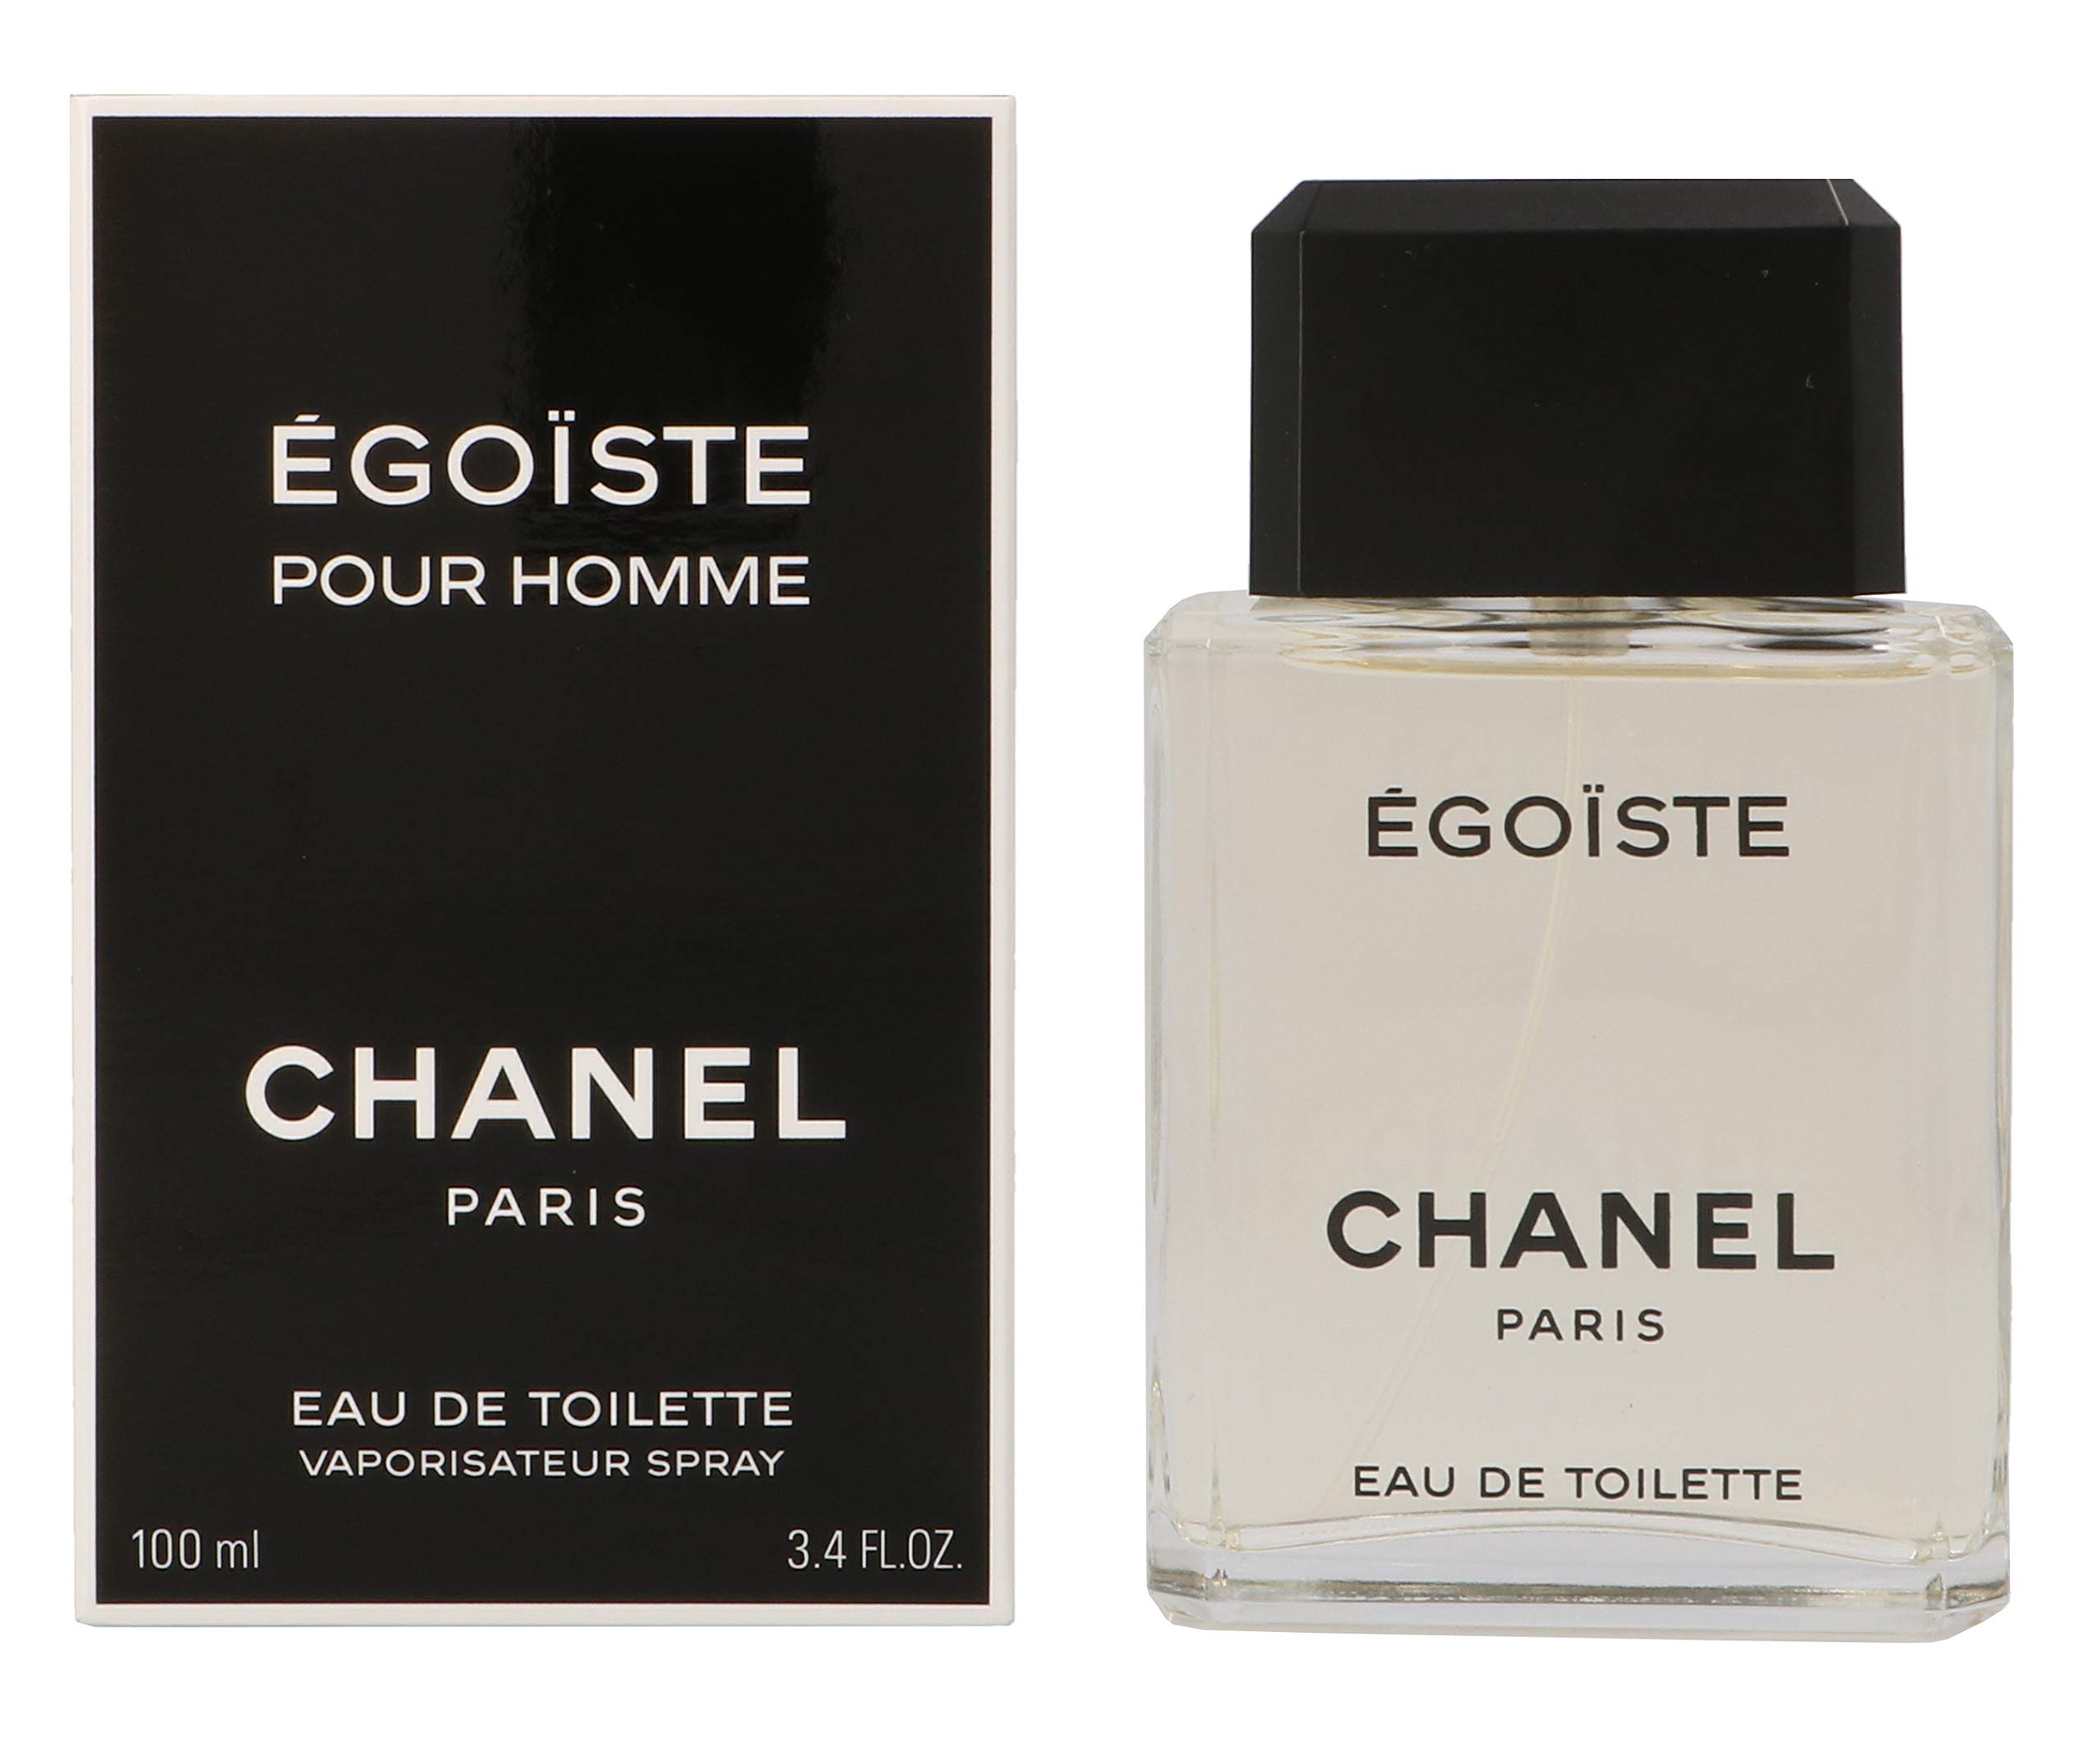 ÉGOÏSTE
POUR HOMME
CHANEL
PARIS
EAU DE TOILETTE
VAPORISATEUR SPRAY
100 ml
3.4 FL.OZ.
ÉGOÏSTE
CHANEL
PARIS
EAU DE TOILETTE